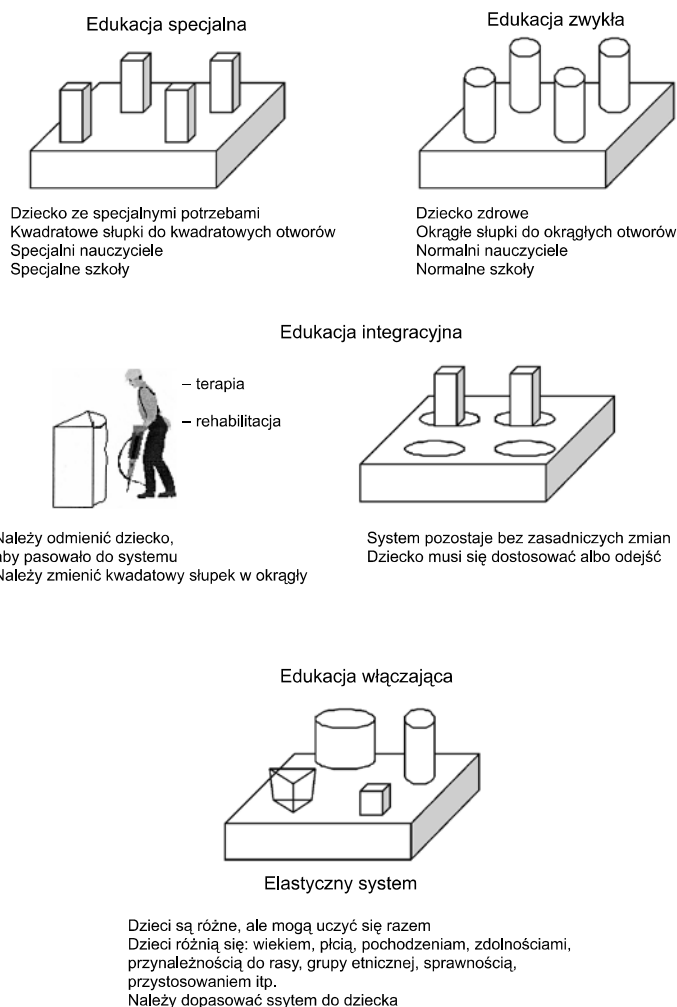 Edukacja specjalna
Dziecko ze specjalnymi potrzebami
Kwadratowe słupki do kwadratowych otworów
Specjalni nauczyciele
Specjalne szkoły
Edukacja zwykła
Dziecko zdrowe
Okrągłe słupki do okrągłych otworów
Normalni nauczyciele
Normalne szkoły
Edukacja integracyjna
– terapia
– rehabilitacja
Należy odmienić dziecko,
aby pasowało do systemu
Należy zmienić kwadatowy słupek w okrągły
System pozostaje bez zasadniczych zmian
Dziecko musi się dostosować albo odejść
Edukacja włączająca
Elastyczny system
Dzieci są różne, ale mogą uczyć się razem
Dzieci różnią się: wiekiem, płcią, pochodzeniam, zdolnościami,
przynależnością do rasy, grupy etnicznej, sprawnością,
przystosowaniem itp.
Należy dopasować ssytem do dziecka